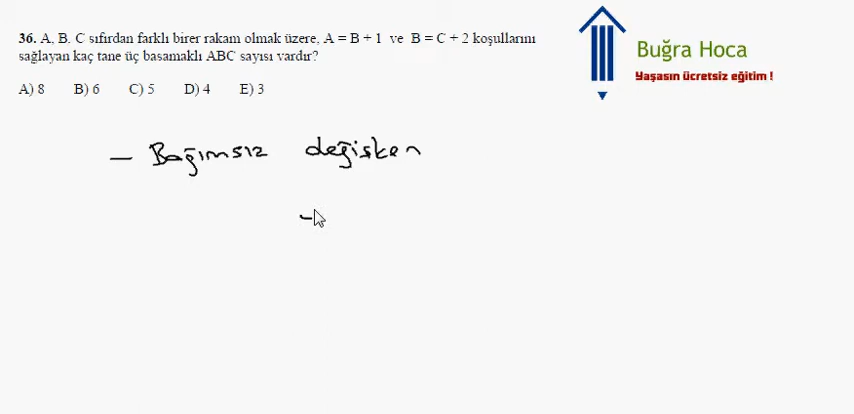 36. A, B. C sıfırdan farklı birer rakam olmak üzere, A = B + 1 ve B = C + 2 koşullarını
sağlayan kaç tane üç basamaklı ABC sayısı vardır?
A) 8 B) 6 C) 5 D) 4 E) 3
Buğra Hoca
Yaşasın ücretsiz eğitim !
- Bağımsız değişken